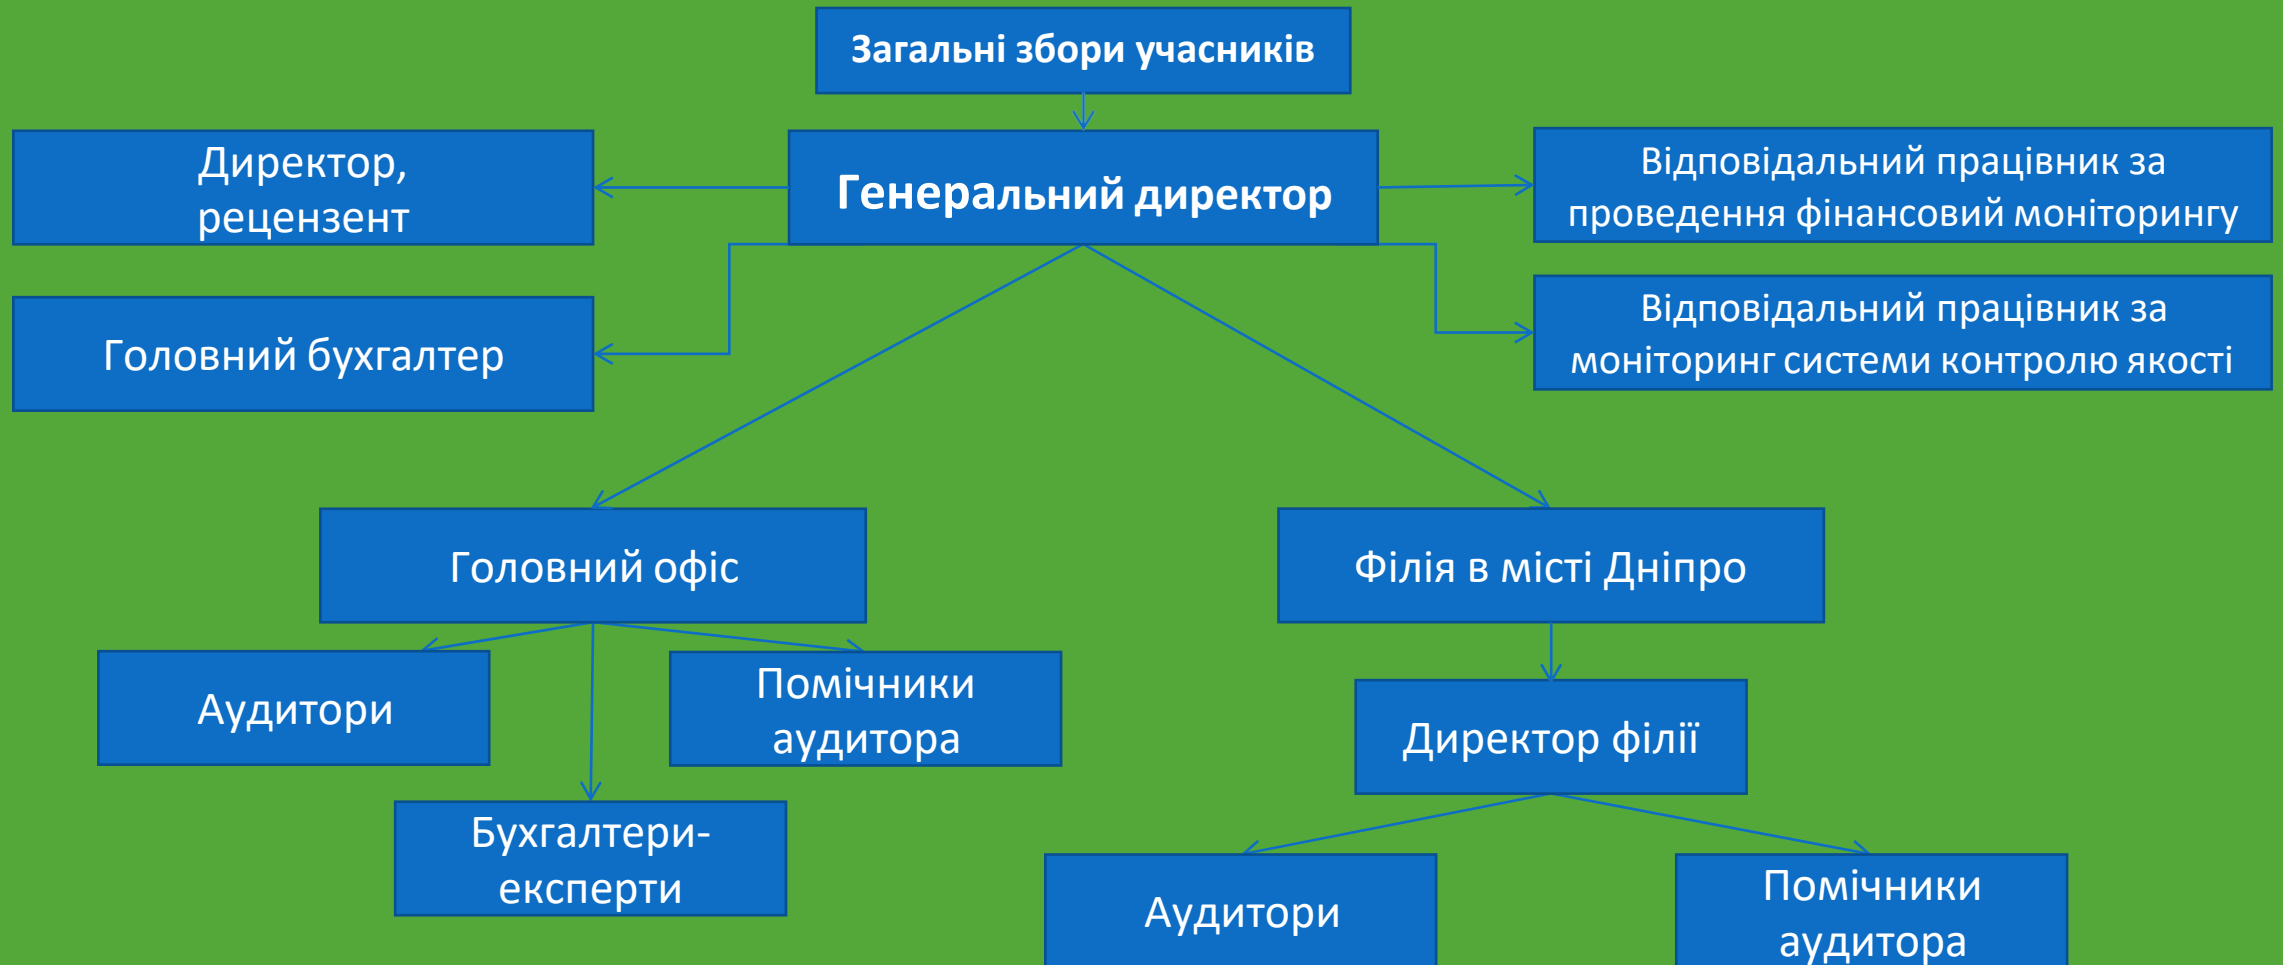 Загальні збори учасників
Директор,
рецензент
Генеральний директор
Відповідальний працівник за
проведення фінансовий моніторингу
Головний бухгалтер
Відповідальний працівник за
моніторинг системи контролю якості
Головний офіс
Філія в місті Дніпро
Аудитори
Помічники
аудитора
Бухгалтери-
експерти
Директор філії
Аудитори
Помічники
аудитора